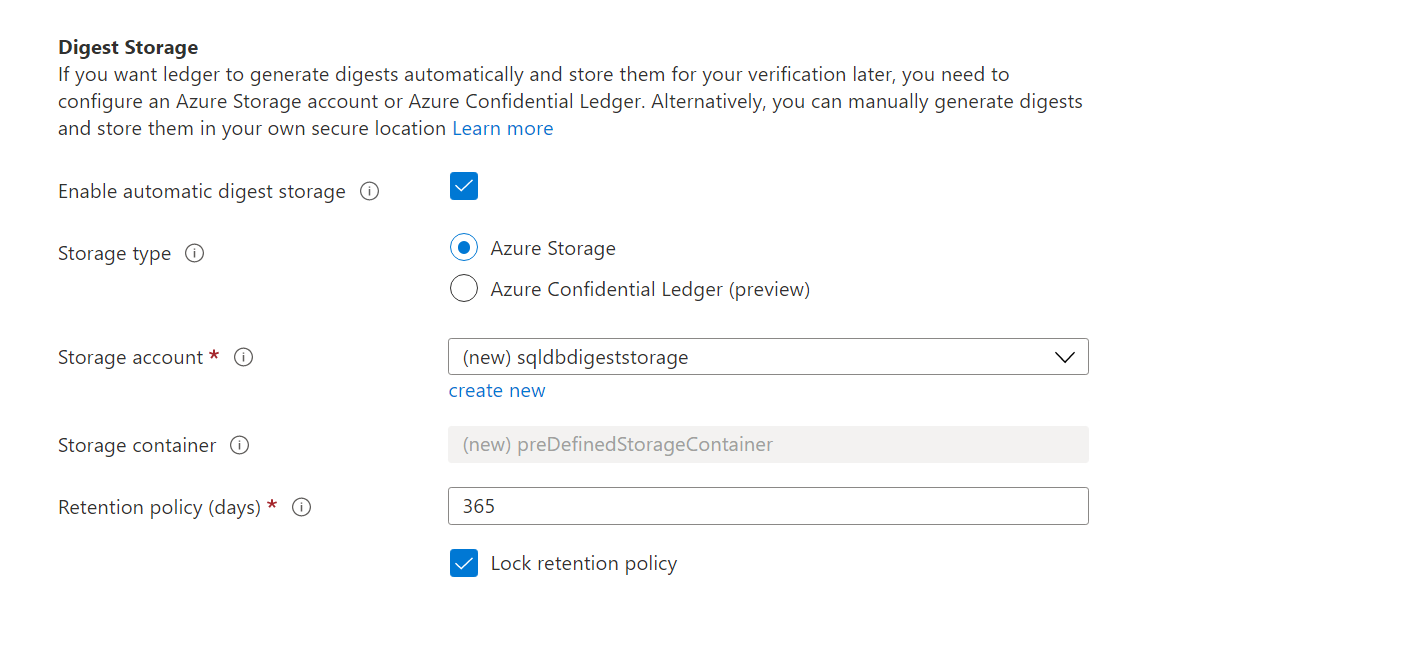 Digest Storage
If you want ledger to generate digests automatically and store them for your verification later, you need to
configure an Azure Storage account or Azure Confidential Ledger. Alternatively, you can manually generate digests
and store them in your own secure location Learn more
Enable automatic digest storage
Storage type
Azure Storage
Azure Confidential Ledger (preview)
Storage account *
(new) sqldbdigeststorage
create new
Storage container
(new) preDefinedStorageContainer
Retention policy (days) *
365
Lock retention policy